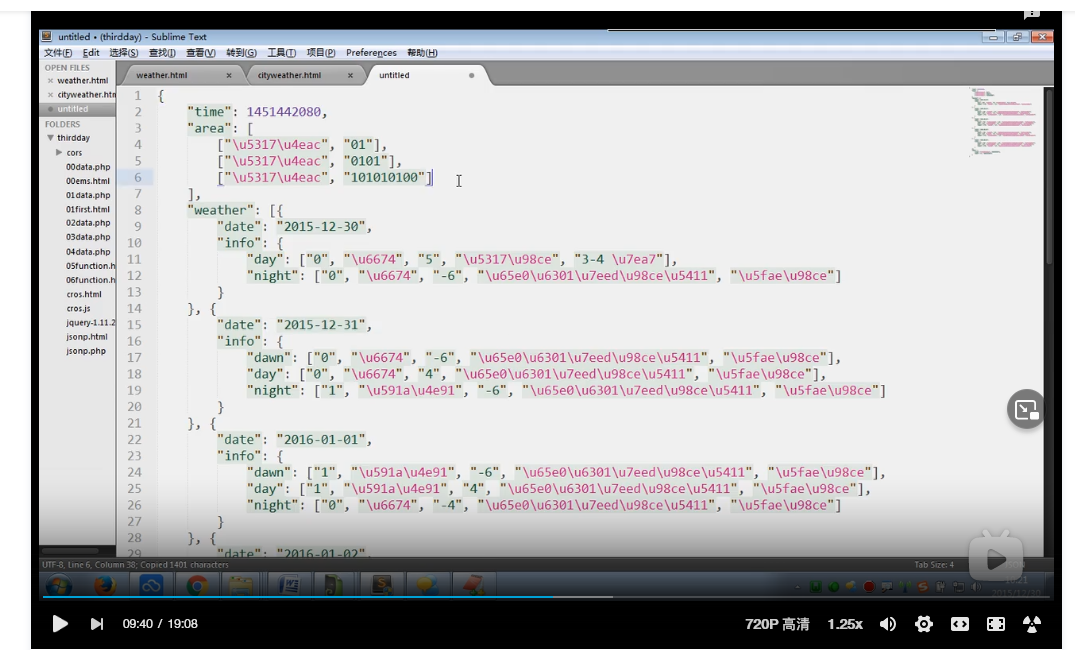 untitled • (thirdday) - Sublime Text
文件(F) Edit 选择(S) 查找(I) 查看(V) 转到(G) 工具(T) 项目(P) Preferences 帮助(H)
OPEN FILES
× weather.html
× cityweather.htm
untitled
FOLDERS
thirdday
cors
00data.php
00ems.html
01data.php
01first.html
02data.php
03data.php
04data.php
05function.h
06function.h
cros.html
cros.js
jquery-1.11.2
jsonp.html
jsonp.php
weather.html × cityweather.html × untitled
1 {
2 "time": 1451442080,
3 "area": [
4 ["\u5317\u4eac", "01"],
5 ["\u5317\u4eac", "0101"],
6 ["\u5317\u4eac", "101010100"]
7 ],
8 "weather": [{
9 "date": "2015-12-30",
10 "info": {
11 "day": ["0", "\u6674", "5", "\u5317\u98ce", "3-4 \u7ea7"],
12 "night": ["0", "\u6674", "-6", "\u65e0\u6301\u7eed\u98ce\u5411", "\u5fae\u98ce"]
13 }
14 }, {
15 "date": "2015-12-31",
16 "info": {
17 "dawn": ["0", "\u6674", "-6", "\u65e0\u6301\u7eed\u98ce\u5411", "\u5fae\u98ce"],
18 "day": ["0", "\u6674", "4", "\u65e0\u6301\u7eed\u98ce\u5411", "\u5fae\u98ce"],
19 "night": ["1", "\u591a\u4e91", "-6", "\u65e0\u6301\u7eed\u98ce\u5411", "\u5fae\u98ce"]
20 }
21 }, {
22 "date": "2016-01-01",
23 "info": {
24 "dawn": ["1", "\u591a\u4e91", "-6", "\u65e0\u6301\u7eed\u98ce\u5411", "\u5fae\u98ce"],
25 "day": ["1", "\u591a\u4e91", "4", "\u65e0\u6301\u7eed\u98ce\u5411", "\u5fae\u98ce"],
26 "night": ["0", "\u6674", "-4", "\u65e0\u6301\u7eed\u98ce\u5411", "\u5fae\u98ce"]
27 }
28 }, {
29 "date": "2016-01-02",
UTF-8, Line 6, Column 38; Copied 1401 characters Tab Size: 4
09:40 / 19:08 720P 高清 1.25x